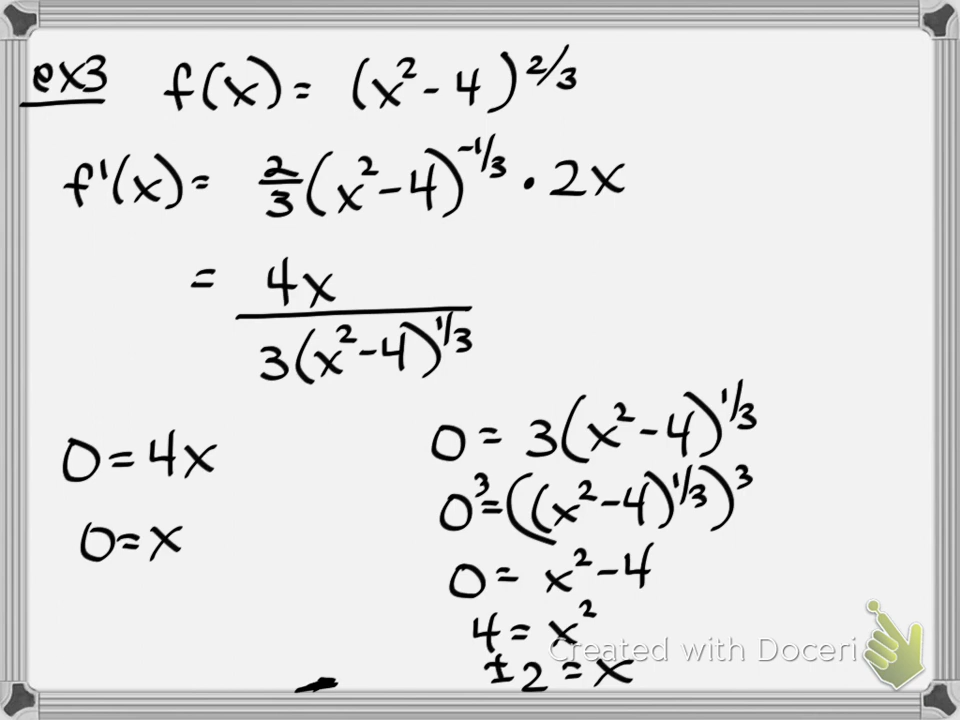 ex3 f(x) = (x² - 4)^2/3
f'(x) = 2/3 (x² - 4)^-1/3 • 2x
= 4x / 3(x² - 4)^1/3
0 = 4x
0 = x
0 = 3(x² - 4)^1/3
0³ = ((x² - 4)^1/3)³
0 = x² - 4
4 = x²
±2 = x
Created with Doceri